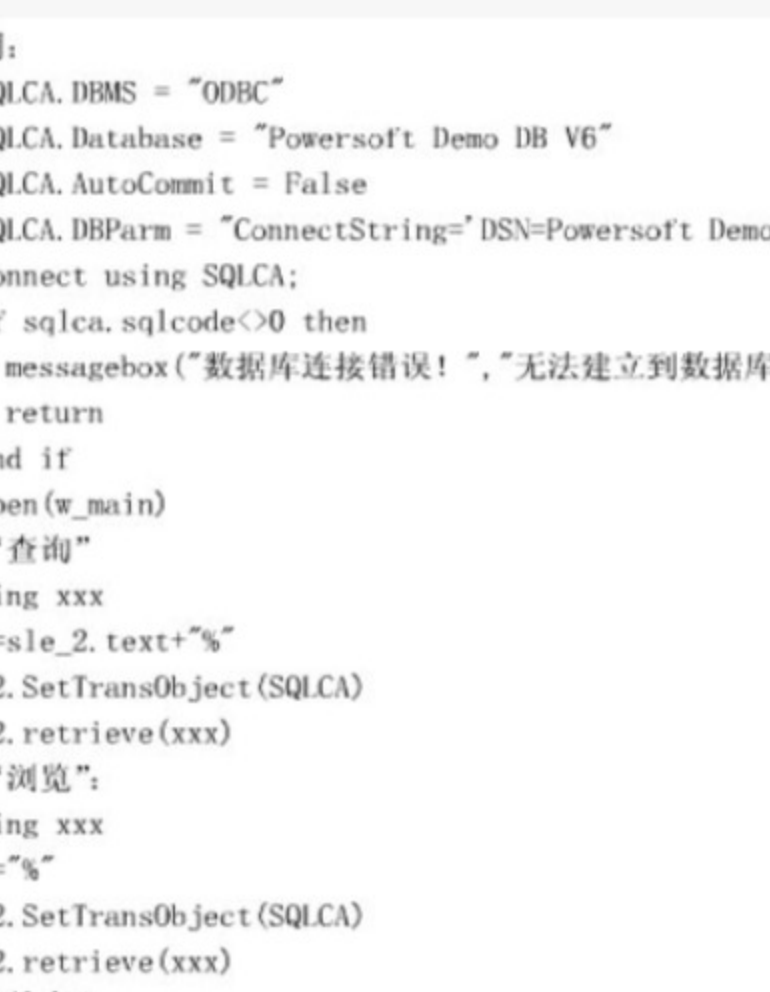 :
QLCA.DBMS = "ODBC"
QLCA.Database = "Powersoft Demo DB V6"
QLCA.AutoCommit = False
QLCA.DBParm = "ConnectString='DSN=Powersoft Demo
onnect using SQLCA;
f sqlca.sqlcode<>0 then
messagebox("数据库连接错误！","无法建立到数据库
return
nd if
pen(w_main)
“查询”
ing xxx
=sle_2.text+"%"
2.SetTransObject(SQLCA)
2.retrieve(xxx)
“浏览”:
ing xxx
="%"
2.SetTransObject(SQLCA)
2.retrieve(xxx)